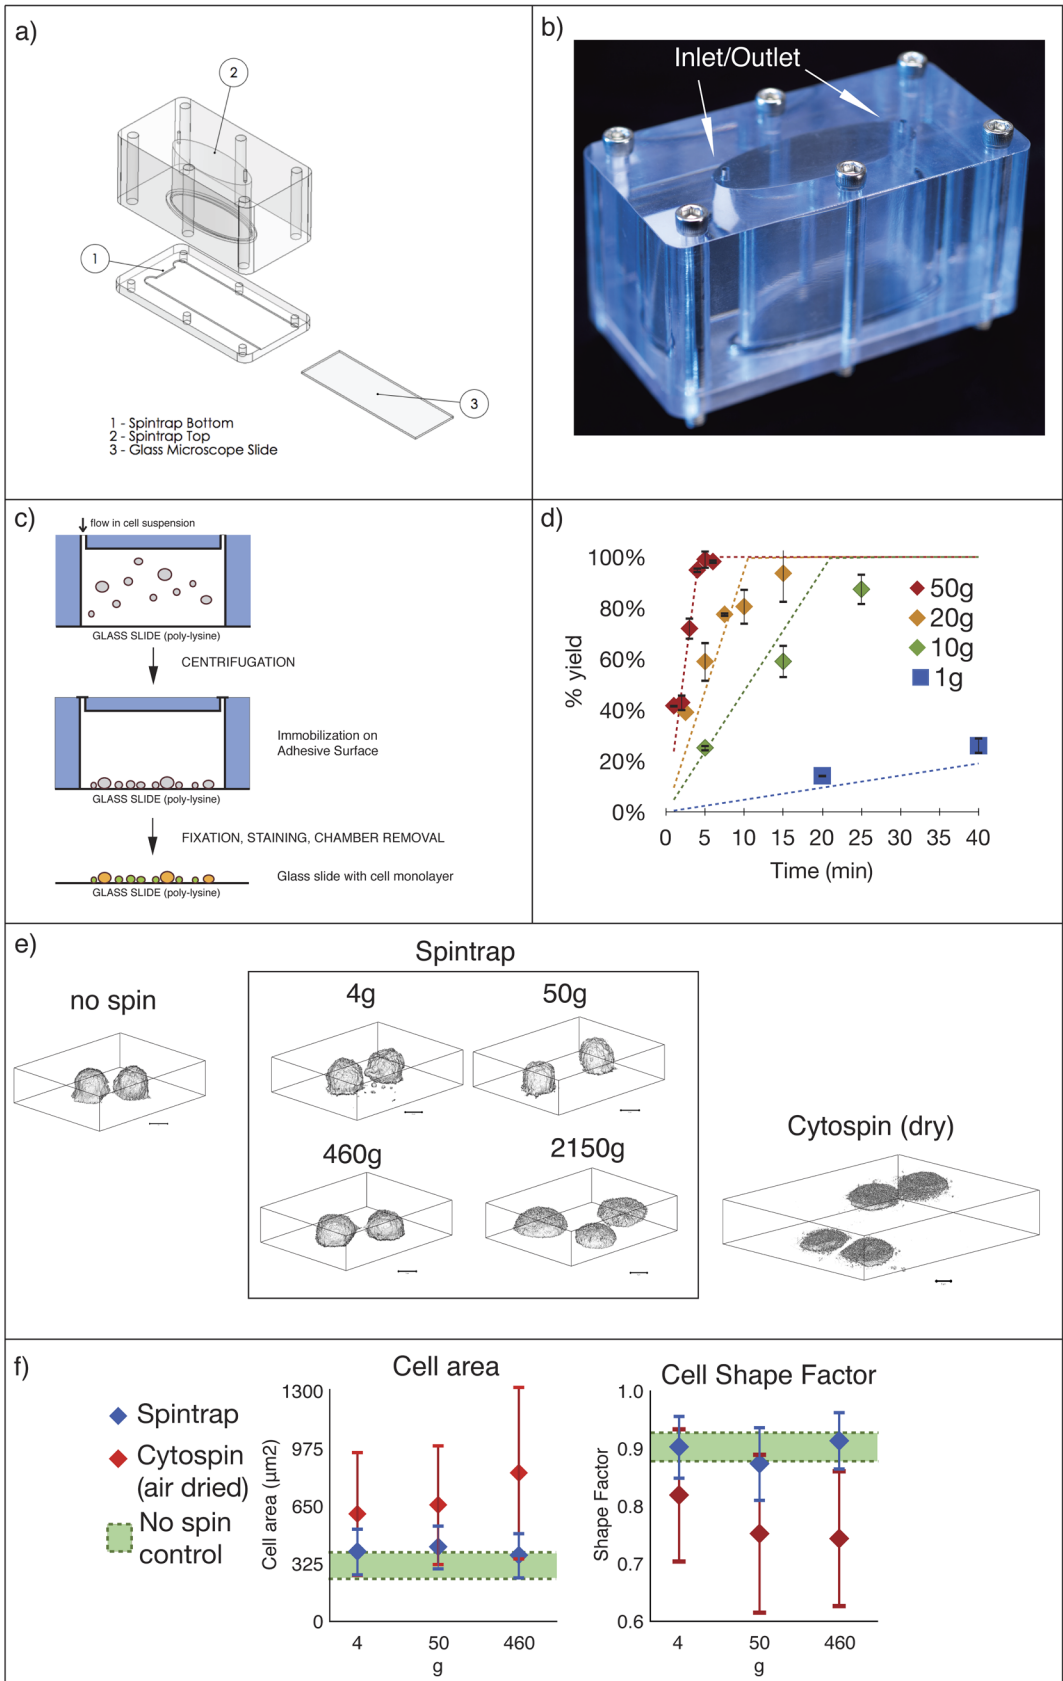 a)
2
1
3
1 - Spintrap Bottom
2 - Spintrap Top
3 - Glass Microscope Slide
b)
Inlet/Outlet
c)
flow in cell suspension
GLASS SLIDE (poly-lysine)
CENTRIFUGATION
Immobilization on
Adhesive Surface
GLASS SLIDE (poly-lysine)
FIXATION, STAINING, CHAMBER REMOVAL
Glass slide with cell monolayer
GLASS SLIDE (poly-lysine)
d)
% yield
100%
80%
60%
40%
20%
0%
50g
20g
10g
1g
0 5 10 15 20 25 30 35 40
Time (min)
e)
Spintrap
no spin
4g
50g
460g
2150g
Cytospin (dry)
f)
Spintrap
Cytospin
(air dried)
No spin
control
Cell area
Cell area (µm2)
1300
975
650
325
0
4 50 460
g
Cell Shape Factor
Shape Factor
1.0
0.9
0.8
0.7
0.6
4 50 460
g